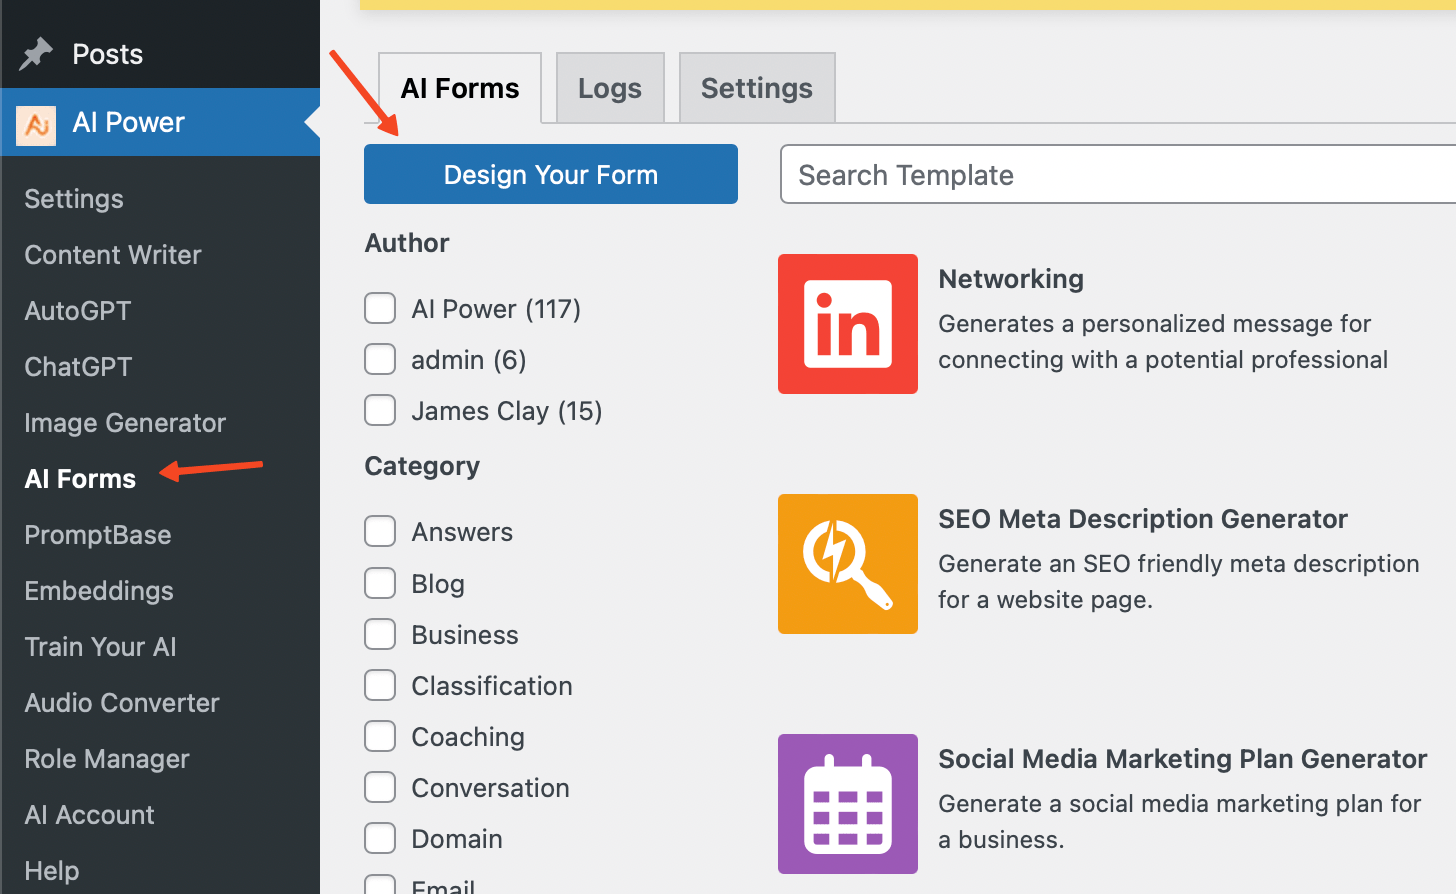 Posts
AI Power
Settings
Content Writer
AutoGPT
ChatGPT
Image Generator
AI Forms
PromptBase
Embeddings
Train Your AI
Audio Converter
Role Manager
AI Account
Help
AI Forms
Logs
Settings
Design Your Form
Search Template
Author
AI Power (117)
admin (6)
James Clay (15)
Category
Answers
Blog
Business
Classification
Coaching
Conversation
Domain
Email
in
Networking
Generates a personalized message for
connecting with a potential professional
SEO Meta Description Generator
Generate an SEO friendly meta description
for a website page.
Social Media Marketing Plan Generator
Generate a social media marketing plan for
a business.